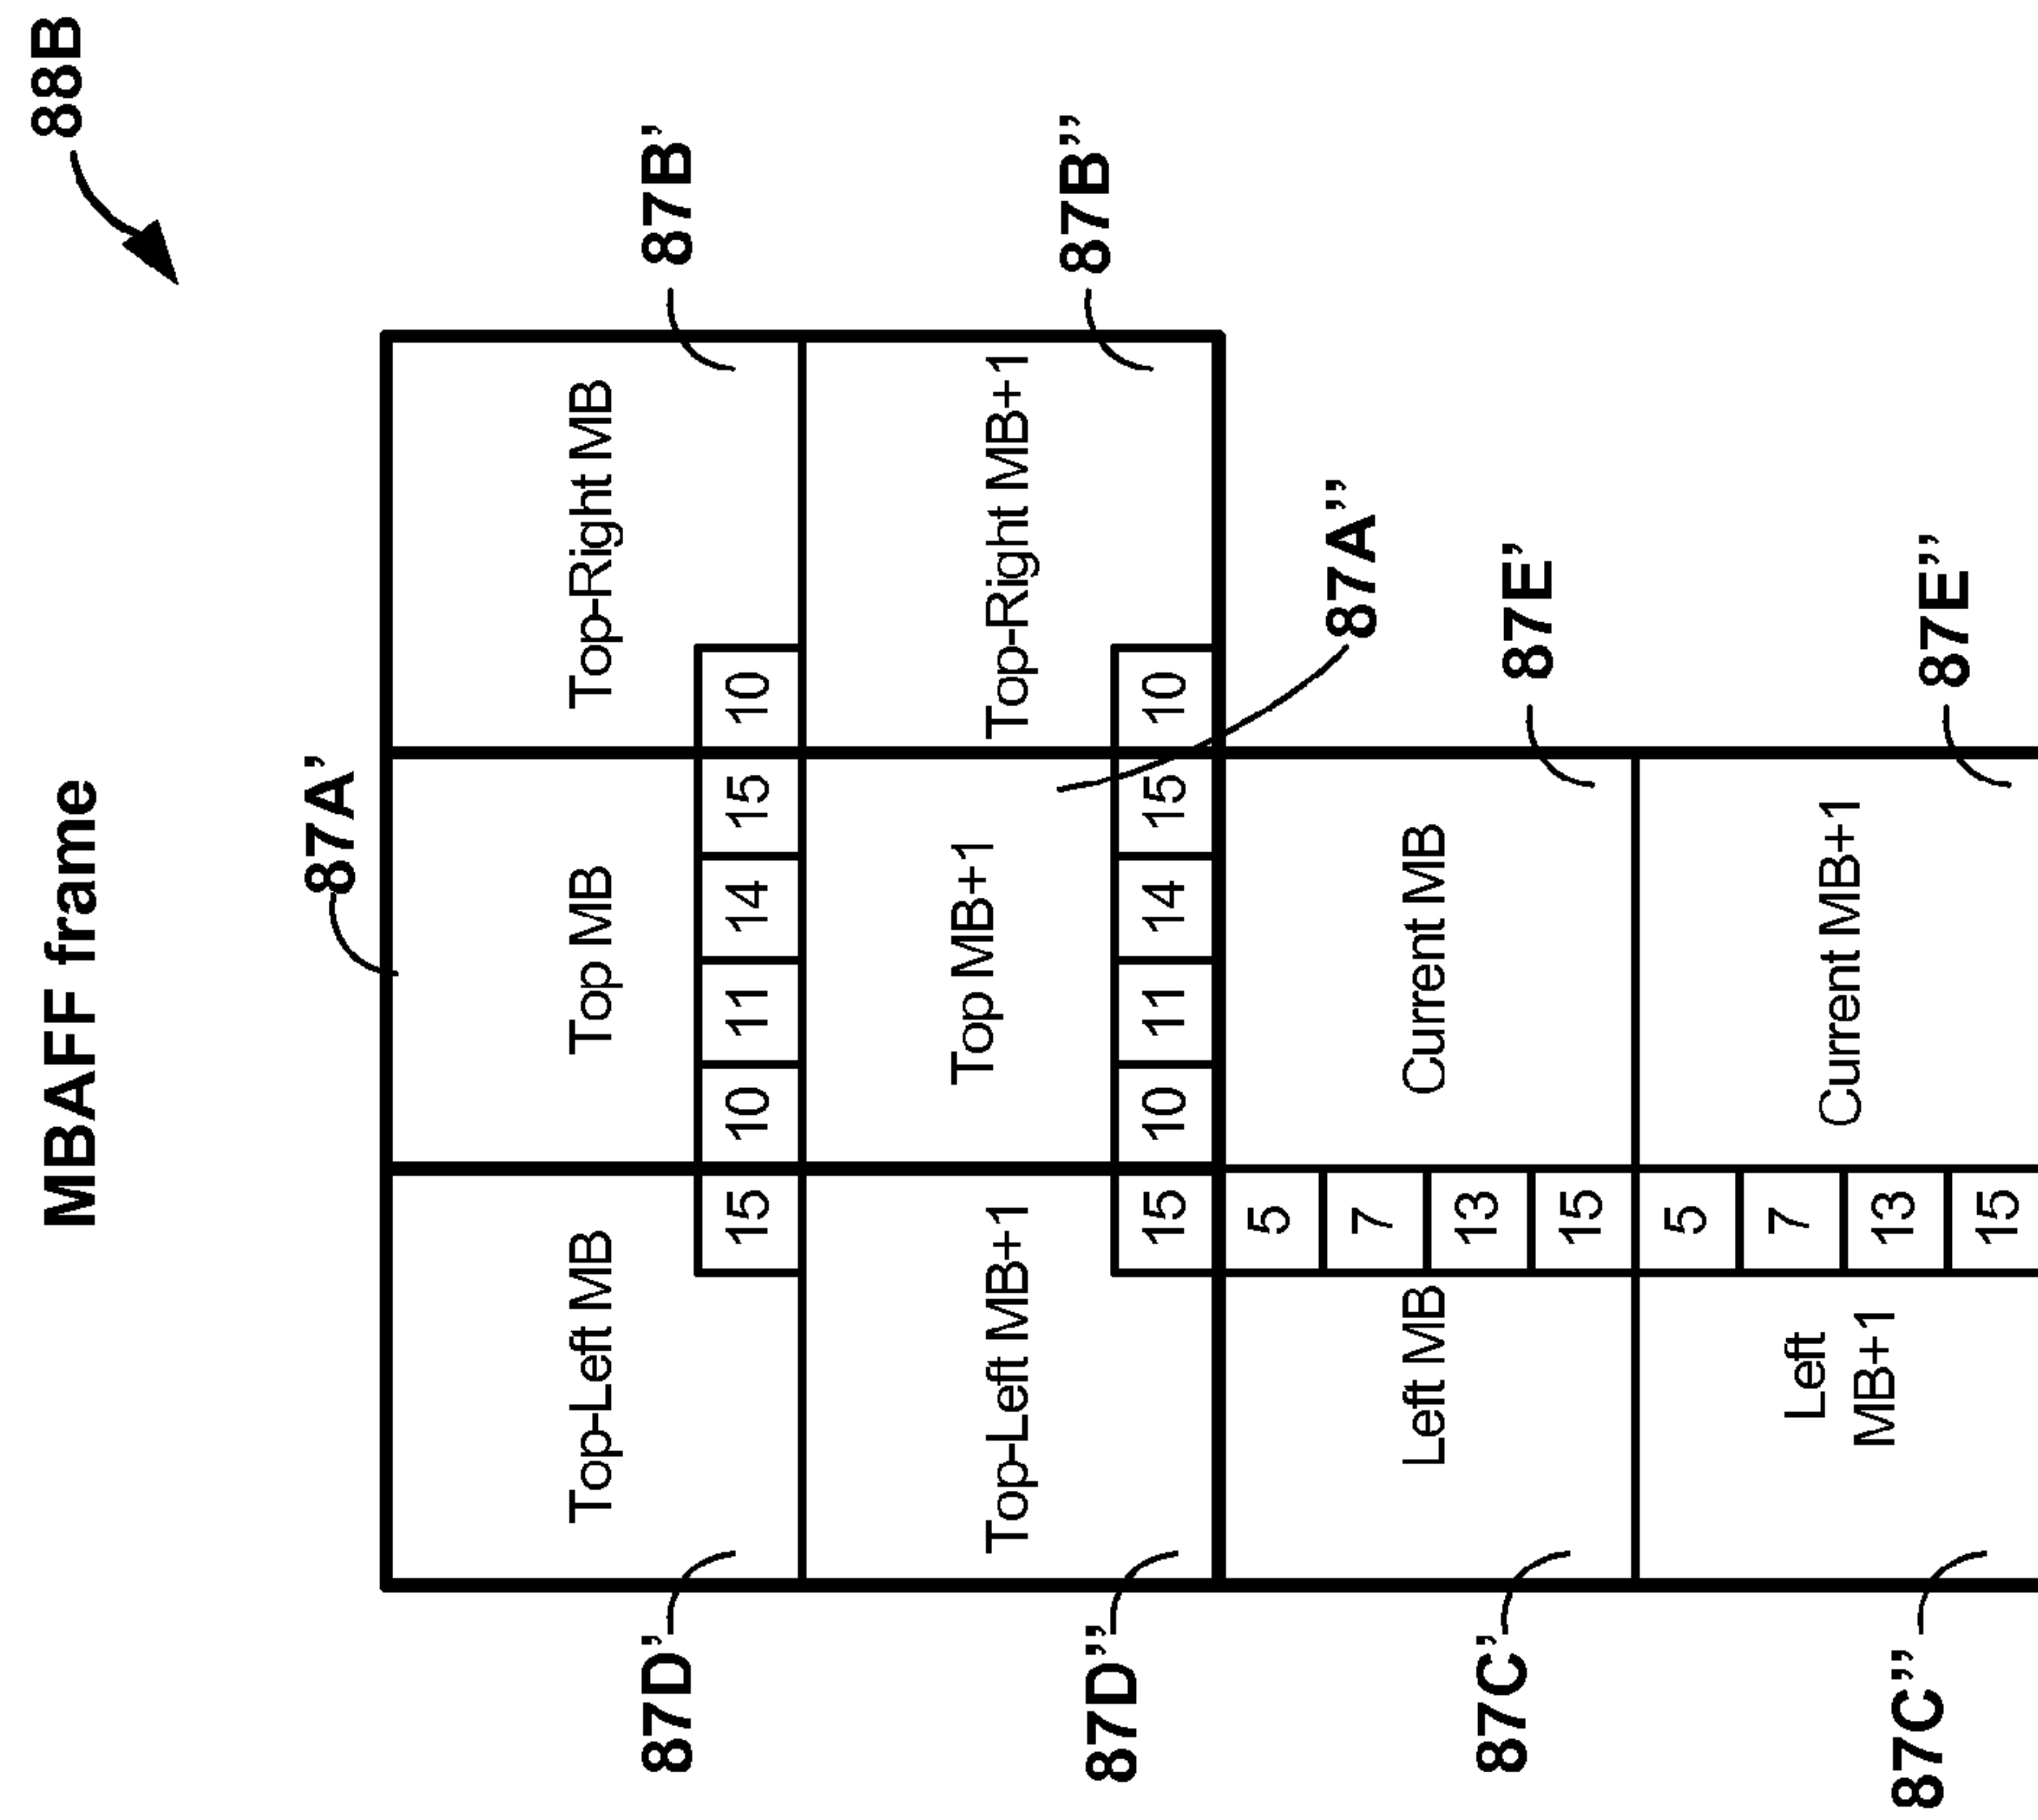 MBAFF frame
88B
87A’
87D’
Top-Left MB
Top MB
Top-Right MB
87B’
15
10
11
14
15
10
87D’’
Top-Left MB+1
Top MB+1
Top-Right MB+1
87B’’
15
10
11
14
15
10
87A’’
87C’
Left MB
5
7
13
15
Current MB
87E’
87C’’
Left
MB+1
5
7
13
15
Current MB+1
87E’’